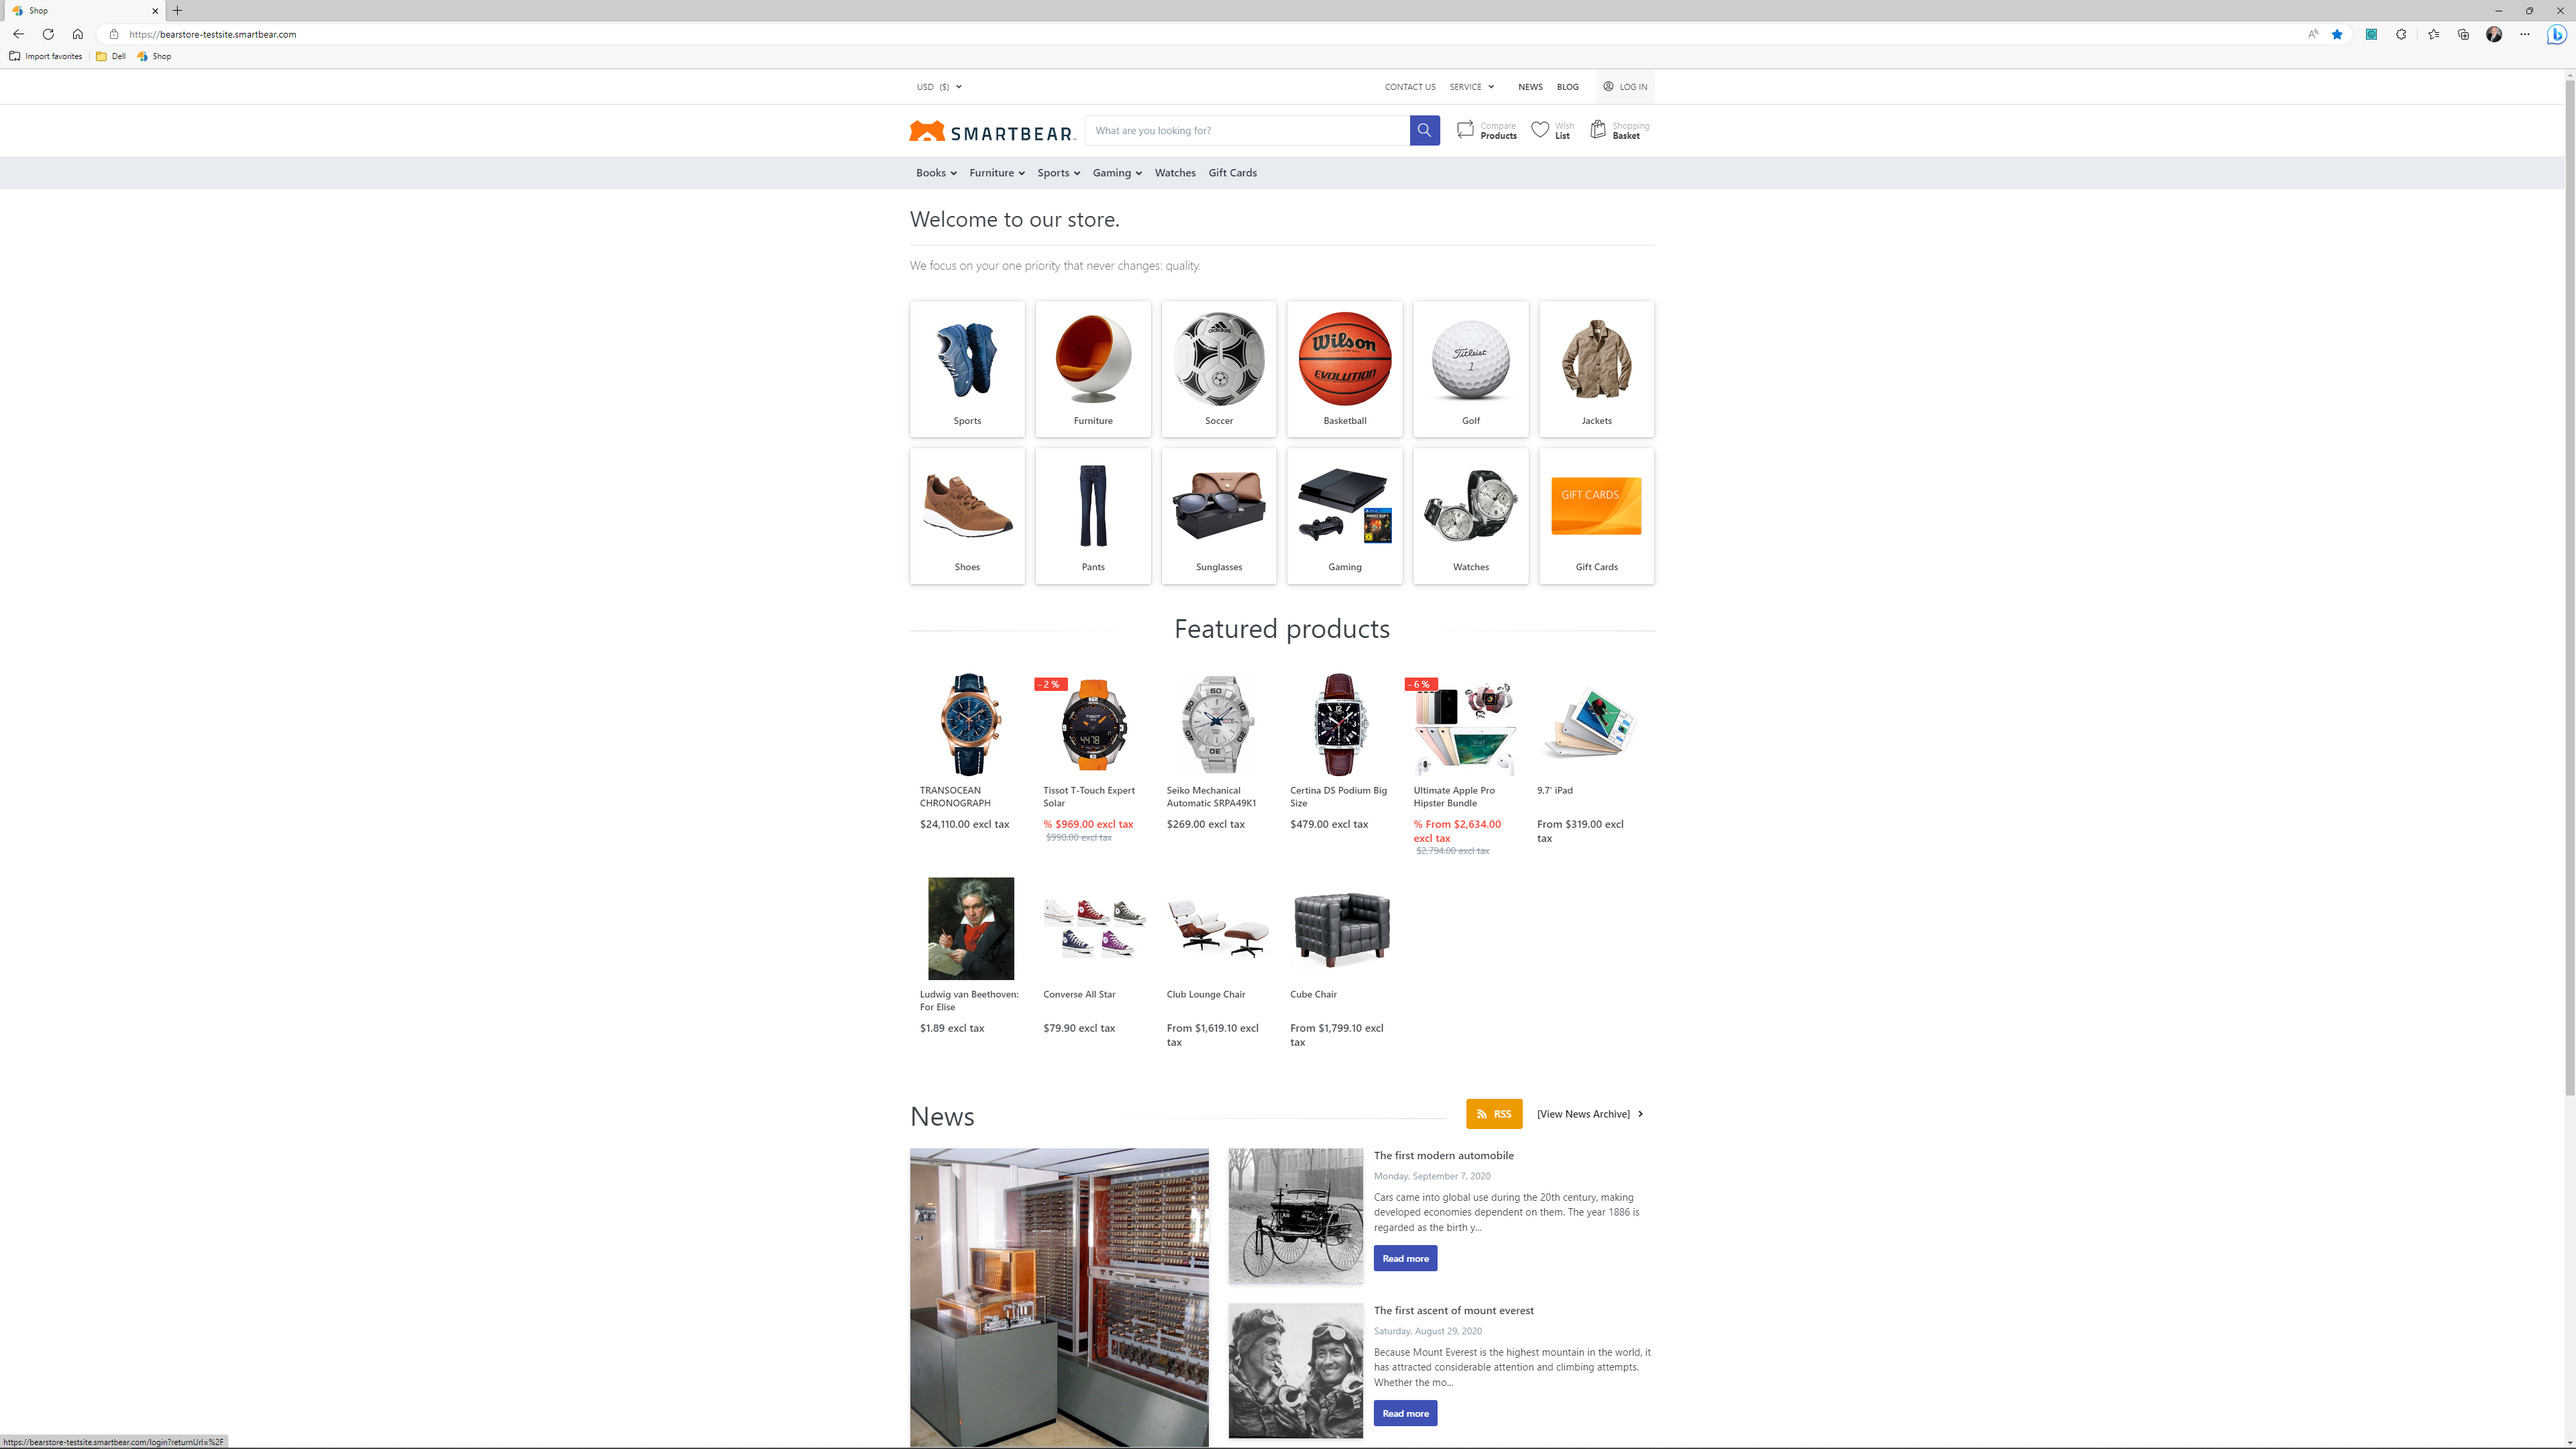 Shop
https://bearstore-testsite.smartbear.com
Import favorites
Dell
Shop
USD ($)
CONTACT US
SERVICE
NEWS
BLOG
LOG IN
SMARTBEAR
What are you looking for?
Compare
Products
Wish
List
Shopping
Basket
Books
Furniture
Sports
Gaming
Watches
Gift Cards
Welcome to our store.
We focus on your one priority that never changes: quality.
adidas
Wilson
EVOLUTION
Titleist
1
Sports
Furniture
Soccer
Basketball
Golf
Jackets
GIFT CARDS
Shoes
Pants
Sunglasses
Gaming
Watches
Gift Cards
Featured products
- 2 %
- 6 %
TISSOT
4478
TRANSOCEAN
CHRONOGRAPH
$24,110.00 excl tax
Tissot T-Touch Expert
Solar
% $969.00 excl tax
$990.00 excl tax
Seiko Mechanical
Automatic SRPA49K1
$269.00 excl tax
Certina DS Podium Big
Size
$479.00 excl tax
Ultimate Apple Pro
Hipster Bundle
% From $2,634.00
excl tax
$2,794.00 excl tax
9,7' iPad
From $319.00 excl
tax
Ludwig van Beethoven:
For Elise
$1.89 excl tax
Converse All Star
$79.90 excl tax
Club Lounge Chair
From $1,619.10 excl
tax
Cube Chair
From $1,799.10 excl
tax
News
RSS
[View News Archive]
The first modern automobile
Monday, September 7, 2020
Cars came into global use during the 20th century, making
developed economies dependent on them. The year 1886 is
regarded as the birth y...
Read more
The first ascent of mount everest
Saturday, August 29, 2020
Because Mount Everest is the highest mountain in the world, it
has attracted considerable attention and climbing attempts.
Whether the mo...
Read more
https://bearstore-testsite.smartbear.com/login?returnUrl=%2F